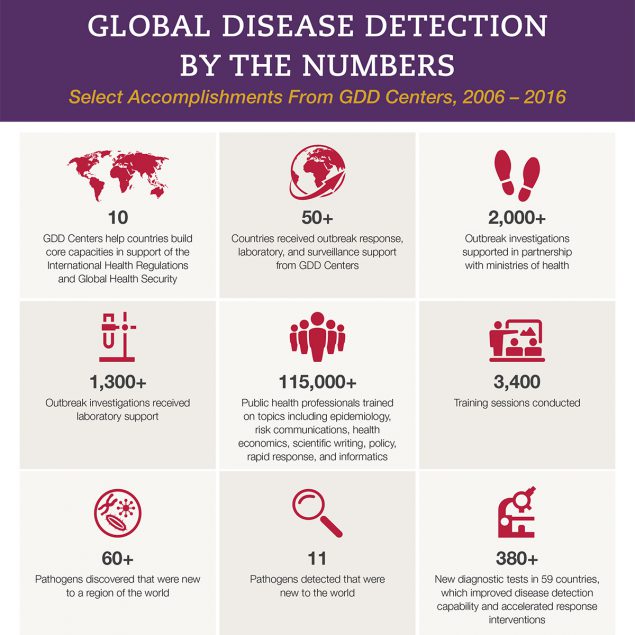 GLOBAL DISEASE DETECTION
BY THE NUMBERS
Select Accomplishments From GDD Centers, 2006 – 2016
10
GDD Centers help countries build
core capacities in support of the
International Health Regulations
and Global Health Security
50+
Countries received outbreak response,
laboratory, and surveillance support
from GDD Centers
2,000+
Outbreak investigations
supported in partnership
with ministries of health
1,300+
Outbreak investigations received
laboratory support
115,000+
Public health professionals trained
on topics including epidemiology,
risk communications, health
economics, scientific writing, policy,
rapid response, and informatics
3,400
Training sessions conducted
60+
Pathogens discovered that were new
to a region of the world
11
Pathogens detected that were
new to the world
380+
New diagnostic tests in 59 countries,
which improved disease detection
capability and accelerated response
interventions